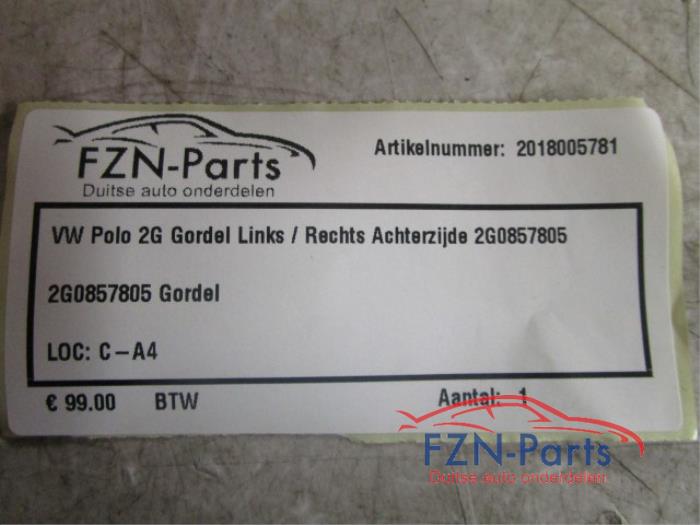 FZN-Parts
Duitse auto onderdelen
Artikelnummer: 2018005781
VW Polo 2G Gordel Links / Rechts Achterzijde 2G0857805
2G0857805 Gordel
LOC: C-A4
€ 99.00 BTW Aantal: 1
FZN-Parts
Duitse auto onderdelen